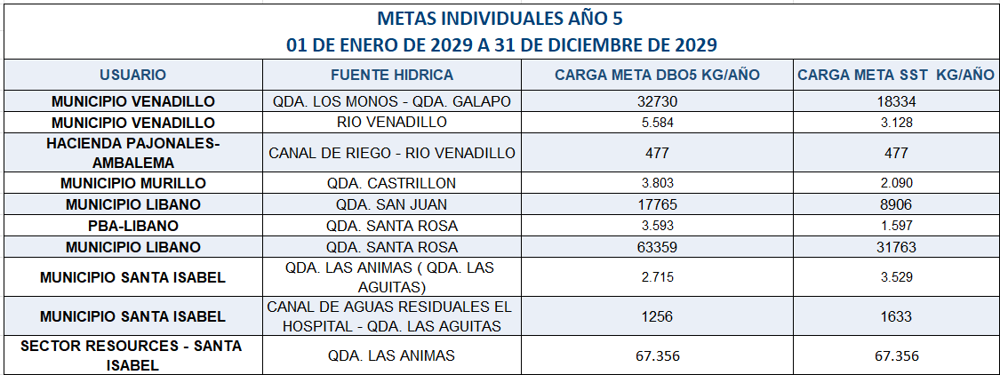 METAS INDIVIDUALES AÑO 5
01 DE ENERO DE 2029 A 31 DE DICIEMBRE DE 2029
USUARIO FUENTE HIDRICA CARGA META DBO5 KG/AÑO CARGA META SST KG/AÑO
MUNICIPIO VENADILLO QDA. LOS MONOS - QDA. GALAPO 32730 18334
MUNICIPIO VENADILLO RIO VENADILLO 5.584 3.128
HACIENDA PAJONALES-
AMBALEMA CANAL DE RIEGO - RIO VENADILLO 477 477
MUNICIPIO MURILLO QDA. CASTRILLON 3.803 2.090
MUNICIPIO LIBANO QDA. SAN JUAN 17765 8906
PBA-LIBANO QDA. SANTA ROSA 3.593 1.597
MUNICIPIO LIBANO QDA. SANTA ROSA 63359 31763
MUNICIPIO SANTA ISABEL QDA. LAS ANIMAS ( QDA. LAS
AGUITAS) 2.715 3.529
MUNICIPIO SANTA ISABEL CANAL DE AGUAS RESIDUALES EL
HOSPITAL - QDA. LAS AGUITAS 1256 1633
SECTOR RESOURCES - SANTA
ISABEL QDA. LAS ANIMAS 67.356 67.356